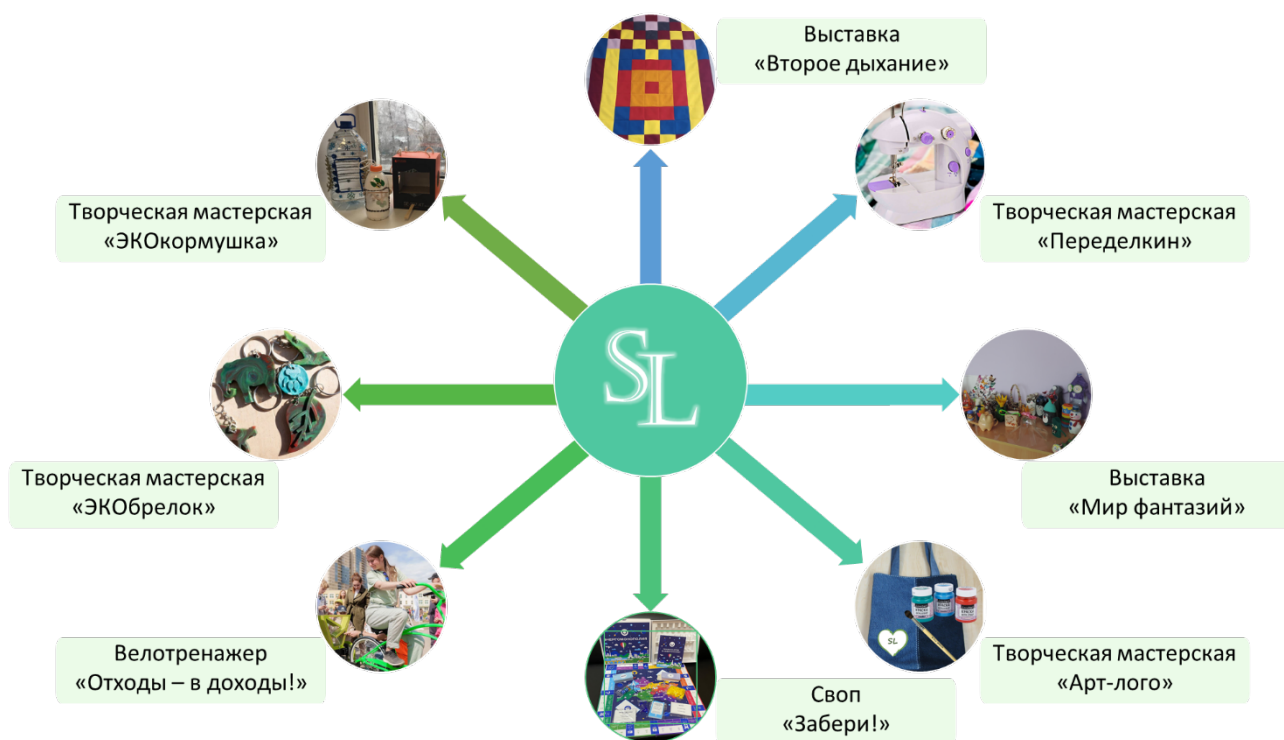 Выставка
«Второе дыхание»
Творческая мастерская
«ЭКОкормушка»
Творческая мастерская
«Переделкин»
SL
Творческая мастерская
«ЭКОбрелок»
Выставка
«Мир фантазий»
SL
Велотренажер
«Отходы – в доходы!»
Своп
«Забери!»
Творческая мастерская
«Арт-лого»